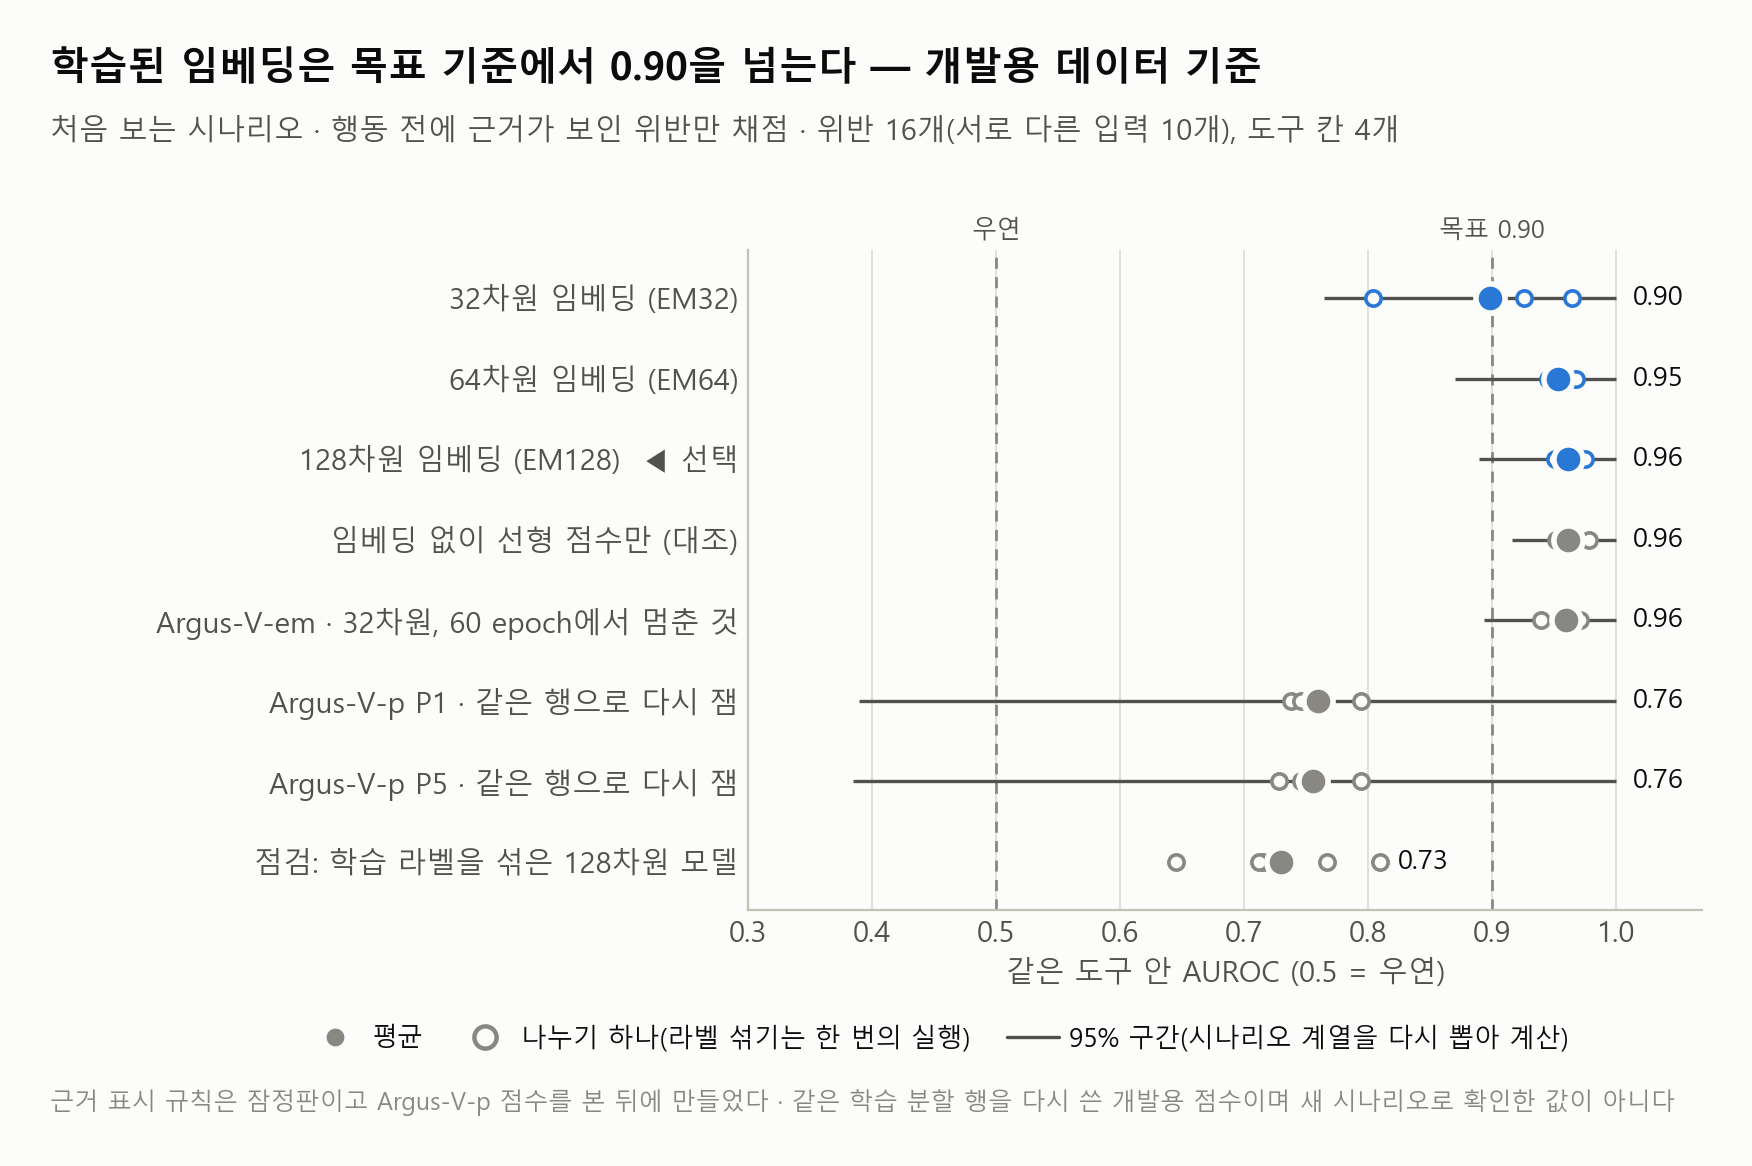 학습된 임베딩은 목표 기준에서 0.90을 넘는다 — 개발용 데이터 기준
처음 보는 시나리오 · 행동 전에 근거가 보인 위반만 채점 · 위반 16개(서로 다른 입력 10개), 도구 칸 4개
우연
목표 0.90
32차원 임베딩 (EM32)
0.90
64차원 임베딩 (EM64)
0.95
128차원 임베딩 (EM128) ◀ 선택
0.96
임베딩 없이 선형 점수만 (대조)
0.96
Argus-V-em · 32차원, 60 epoch에서 멈춘 것
0.96
Argus-V-p P1 · 같은 행으로 다시 잼
0.76
Argus-V-p P5 · 같은 행으로 다시 잼
0.76
점검: 학습 라벨을 섞은 128차원 모델
0.73
0.3 0.4 0.5 0.6 0.7 0.8 0.9 1.0
같은 도구 안 AUROC (0.5 = 우연)
평균 나누기 하나(라벨 섞기는 한 번의 실행) 95% 구간(시나리오 계열을 다시 뽑아 계산)
근거 표시 규칙은 잠정판이고 Argus-V-p 점수를 본 뒤에 만들었다 · 같은 학습 분할 행을 다시 쓴 개발용 점수이며 새 시나리오로 확인한 값이 아니다